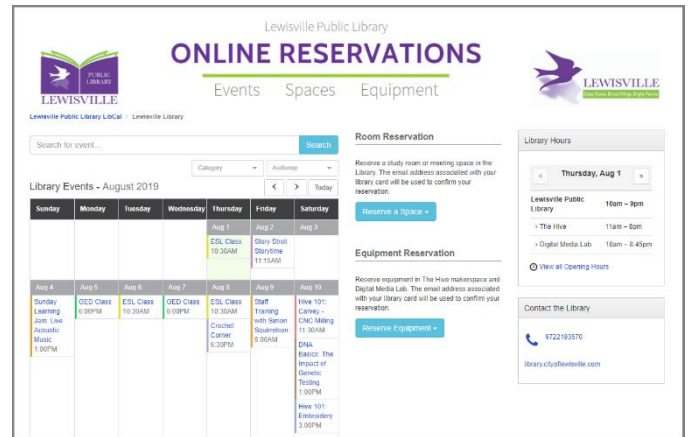 Lewisville Public Library
ONLINE RESERVATIONS
Events Spaces Equipment
PUBLIC
LIBRARY
LEWISVILLE
LEWISVILLE
Lewisville Public Library LibCal / Lewisville Library
Search for event...
Search
Category
Audience
Library Events - August 2019
<
>
Today
Sunday Monday Tuesday Wednesday Thursday Friday Saturday
Aug 1 Aug 2 Aug 3
ESL Class
10:30AM
Story Stroll
Storytime
11:15AM
Aug 4 Aug 5 Aug 6 Aug 7 Aug 8 Aug 9 Aug 10
Sunday
Learning
Jam: Live
Acoustic
Music
1:00PM
GED Class
6:00PM
ESL Class
10:30AM
GED Class
6:00PM
ESL Class
10:30AM
Crochet
Corner
6:30PM
Staff
Training
with Simon
Squirrelman
9:00AM
Hive 101:
Carvey -
CNC Milling
11:30AM
DNA
Basics: The
Impact of
Genetic
Testing
1:00PM
Hive 101:
Embroidery
3:00PM
Room Reservation
Reserve a study room or meeting space in the
Library. The email address associated with your
library card will be used to confirm your
reservation.
Reserve a Space
Equipment Reservation
Reserve equipment in The Hive makerspace and
Digital Media Lab. The email address associated
with your library card will be used to confirm your
reservation.
Reserve Equipment
Library Hours
«
Thursday, Aug 1
»
Lewisville Public
Library
10am – 9pm
› The Hive 11am – 8pm
› Digital Media Lab 10am – 8:45pm
View all Opening Hours
Contact the Library
9722193570
library.cityoflewisville.com